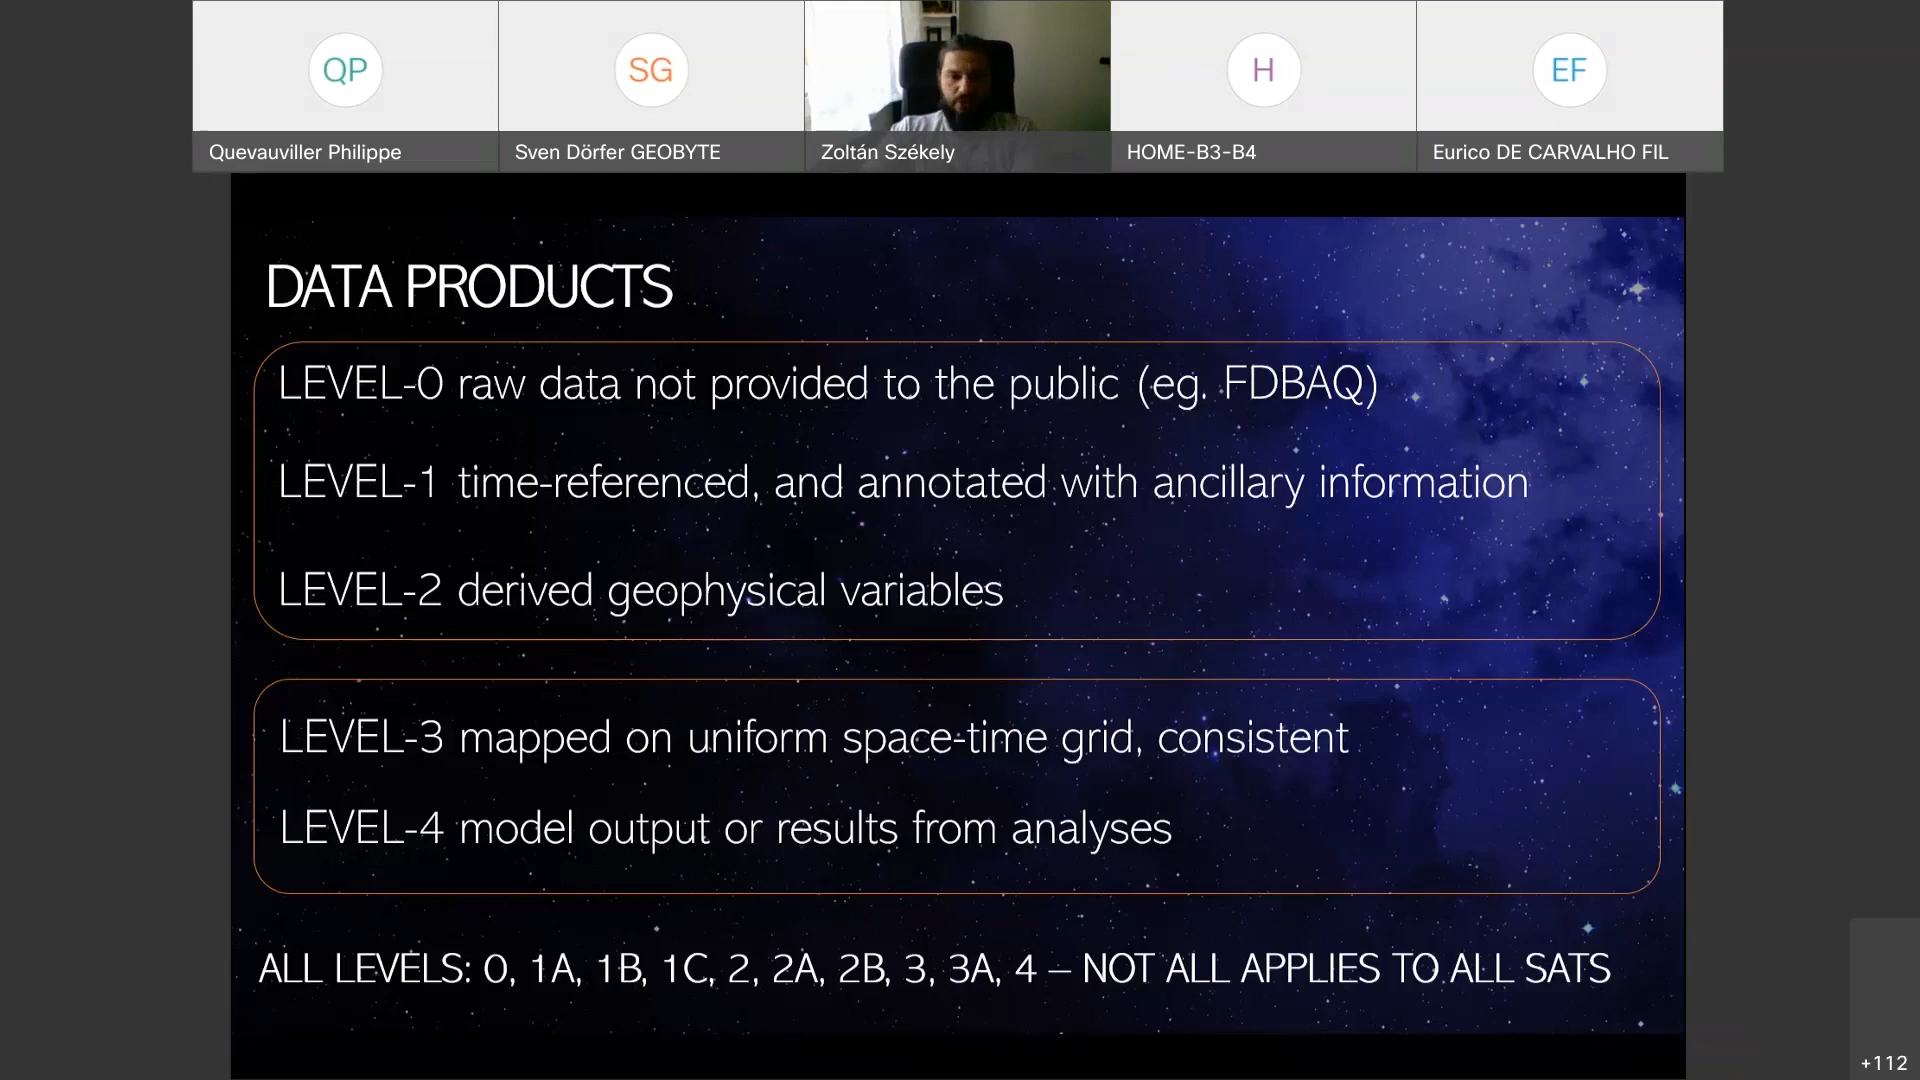 QP
SG
H
EF
Quevauviller Philippe
Sven Dörfer GEOBYTE
Zoltán Székely
HOME-B3-B4
Eurico DE CARVALHO FIL
DATA PRODUCTS
LEVEL-0 raw data not provided to the public (eg. FDBAQ)
LEVEL-1 time-referenced, and annotated with ancillary information
LEVEL-2 derived geophysical variables
LEVEL-3 mapped on uniform space-time grid, consistent
LEVEL-4 model output or results from analyses
ALL LEVELS: 0, 1A, 1B, 1C, 2, 2A, 2B, 3, 3A, 4 – NOT ALL APPLIES TO ALL SATS
+112